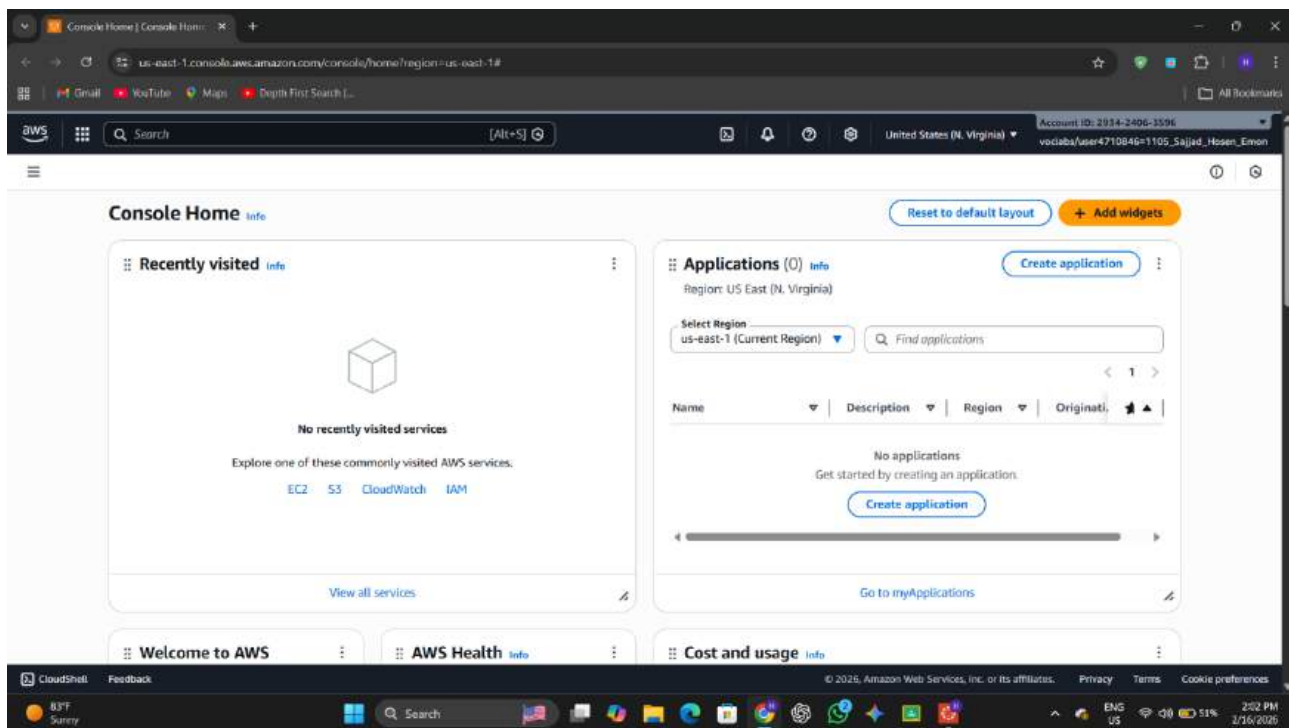 Console Home | Console Hom
us-east-1.console.aws.amazon.com/console/home?region=us-east-1#
Gmail YouTube Maps Depth First Search (... All Bookmarks
aws Search [Alt+S] United States (N. Virginia)
Account ID: 2934-2406-3596
voclabs/user4710846=1105_Sajjad_Hosen_Emon
Console Home Info
Reset to default layout + Add widgets
Recently visited Info
No recently visited services
Explore one of these commonly visited AWS services.
EC2 S3 CloudWatch IAM
View all services
Applications (0) Info Create application
Region: US East (N. Virginia)
Select Region
us-east-1 (Current Region) Find applications
1
Name Description Region Originati
No applications
Get started by creating an application.
Create application
Go to myApplications
Welcome to AWS AWS Health Info Cost and usage Info
CloudShell Feedback © 2026, Amazon Web Services, Inc. or its affiliates. Privacy Terms Cookie preferences
83°F
Sunny
Search
ENG
US
51%
2:02 PM
2/16/2026